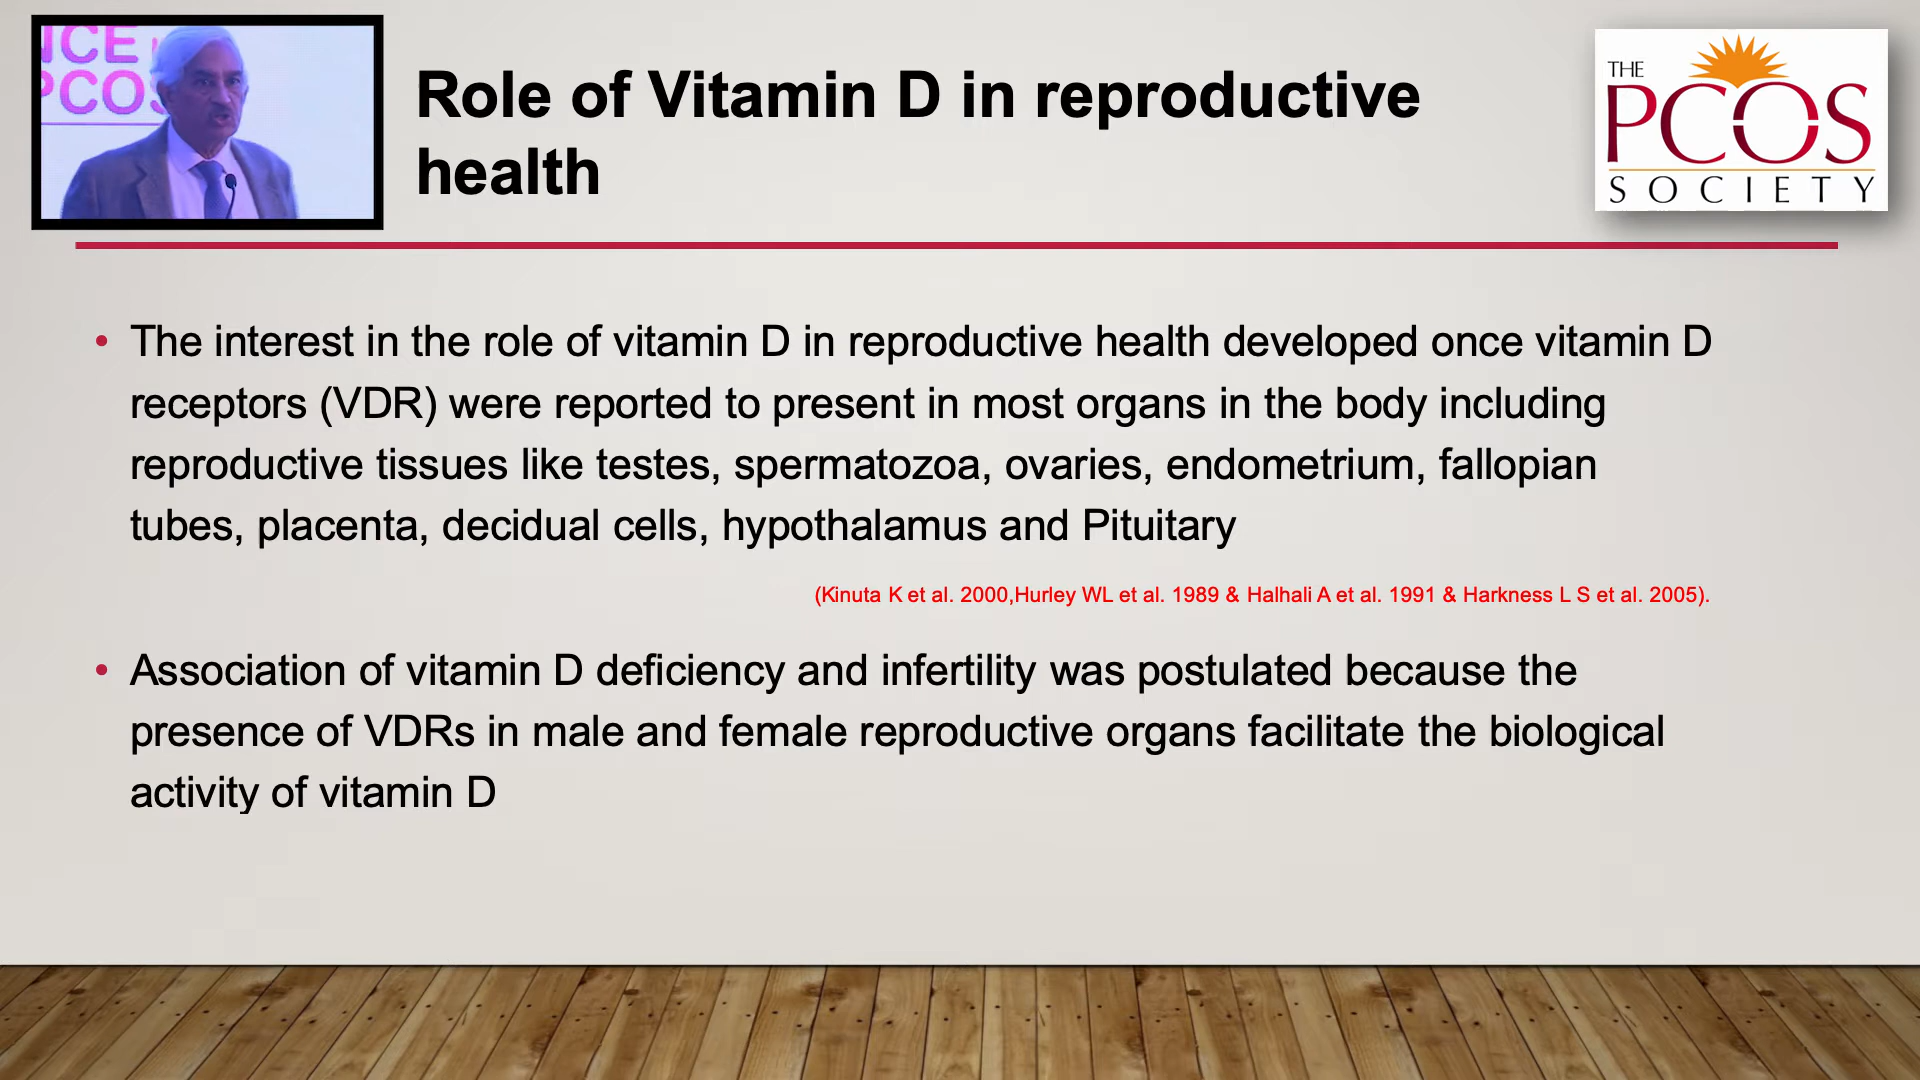 Role of Vitamin D in reproductive
health
THE
PCOS
SOCIETY
• The interest in the role of vitamin D in reproductive health developed once vitamin D
receptors (VDR) were reported to present in most organs in the body including
reproductive tissues like testes, spermatozoa, ovaries, endometrium, fallopian
tubes, placenta, decidual cells, hypothalamus and Pituitary
(Kinuta K et al. 2000,Hurley WL et al. 1989 & Halhali A et al. 1991 & Harkness L S et al. 2005).
• Association of vitamin D deficiency and infertility was postulated because the
presence of VDRs in male and female reproductive organs facilitate the biological
activity of vitamin D